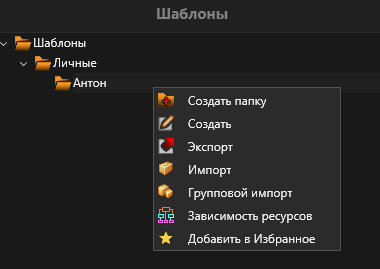 Шаблоны
Шаблоны
Личные
Антон
Создать папку
Создать
Экспорт
Импорт
Групповой импорт
Зависимость ресурсов
Добавить в Избранное